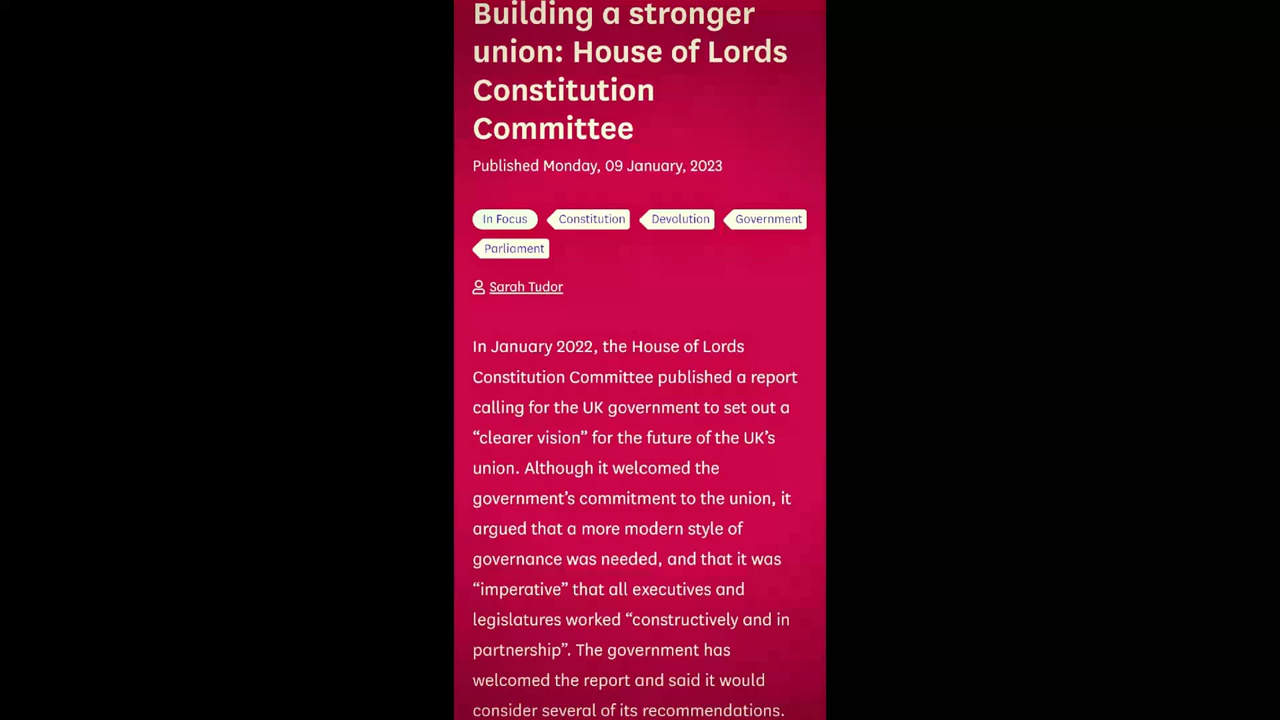 Building a stronger
union: House of Lords
Constitution
Committee
Published Monday, 09 January, 2023
In Focus Constitution Devolution Government
Parliament
Sarah Tudor
In January 2022, the House of Lords
Constitution Committee published a report
calling for the UK government to set out a
“clearer vision” for the future of the UK’s
union. Although it welcomed the
government’s commitment to the union, it
argued that a more modern style of
governance was needed, and that it was
“imperative” that all executives and
legislatures worked “constructively and in
partnership”. The government has
welcomed the report and said it would
consider several of its recommendations.